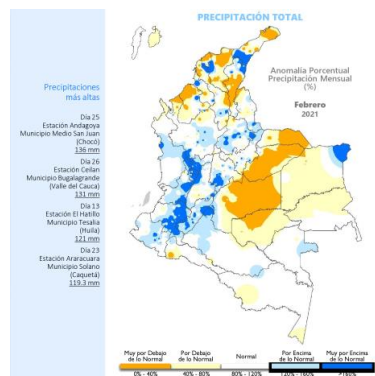 PRECIPITACIÓN TOTAL
Anomalía Porcentual
Precipitación Mensual
(%)
Febrero
2021
Precipitaciones
más altas
Día 25
Estación Andagoya
Municipio Medio San Juan
(Chocó)
136 mm
Día 26
Estación Ceilan
Municipio Bugalagrande
(Valle del Cauca)
131 mm
Día 13
Estación El Hatillo
Municipio Tesalia
(Huila)
121 mm
Día 23
Estación Araracuara
Municipio Solano
(Caquetá)
119.3 mm
Muy por Debajo
de lo Normal
Por Debajo
de lo Normal
Normal
Por Encima
de lo Normal
Muy por Encima
de lo Normal
0% - 40%
40% - 80%
80% - 120%
120% - 160%
>160%